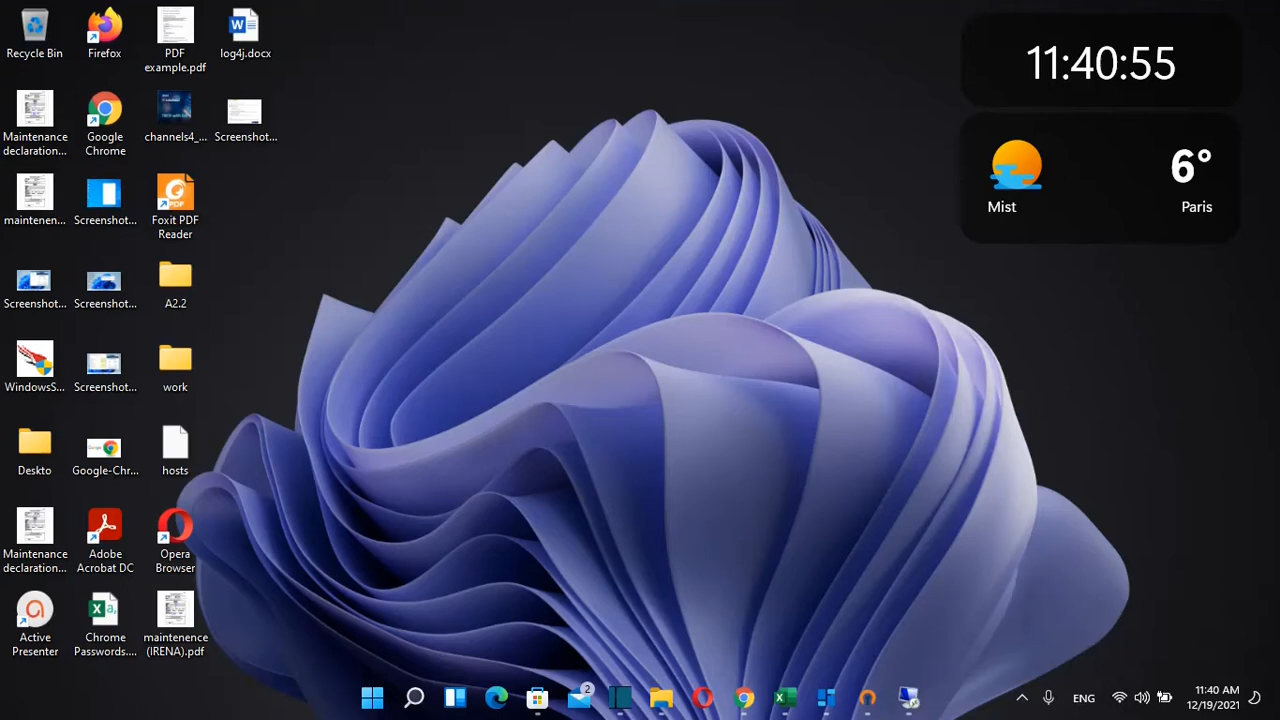 Recycle Bin
Firefox
PDF
example.pdf
log4j.docx
Maintenance
declaration...
Google
Chrome
channels4_...
Screenshot...
maintenen...
Screenshot...
Foxit PDF
Reader
Screenshot...
Screenshot...
A2.2
WindowsS...
Screenshot...
work
Deskto
Google-Chr...
hosts
Maintenance
declaration...
Adobe
Acrobat DC
Opera
Browser
Active
Presenter
Chrome
Passwords....
maintenence
(IRENA).pdf
11:40:55
6°
Mist
Paris
2
ENG
11:40 AM
12/19/2021